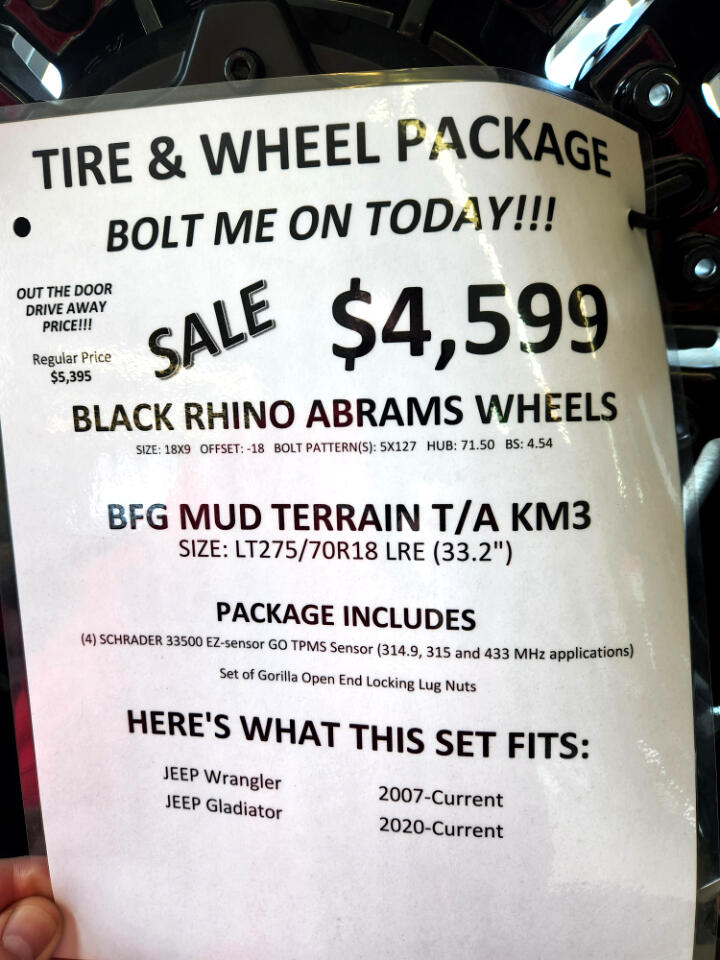 TIRE & WHEEL PACKAGE
BOLT ME ON TODAY!!!
OUT THE DOOR
DRIVE AWAY
PRICE!!!
Regular Price
$5,395
SALE
$4,599
BLACK RHINO ABRAMS WHEELS
SIZE: 18X9 OFFSET: -18 BOLT PATTERN(S): 5X127 HUB: 71.50 BS: 4.54
BFG MUD TERRAIN T/A KM3
SIZE: LT275/70R18 LRE (33.2")
PACKAGE INCLUDES
(4) SCHRADER 33500 EZ-sensor GO TPMS Sensor (314.9, 315 and 433 MHz applications)
Set of Gorilla Open End Locking Lug Nuts
HERE'S WHAT THIS SET FITS:
JEEP Wrangler 2007-Current
JEEP Gladiator 2020-Current